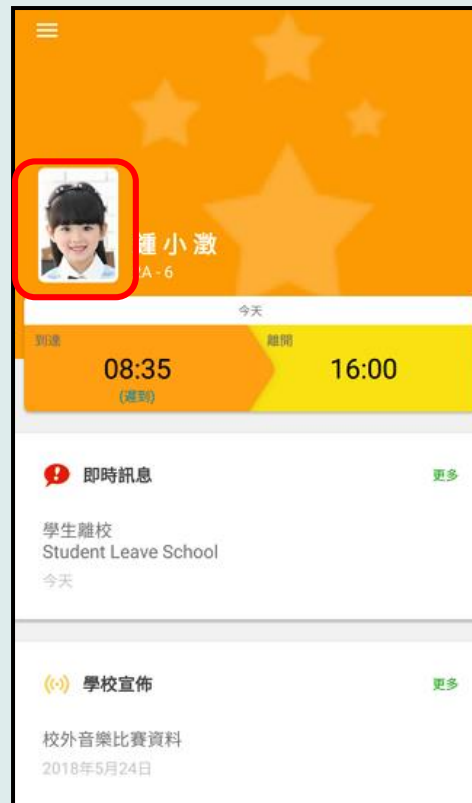 鍾小澂
2A - 6
今天
到達
離開
08:35
16:00
(遲到)
即時訊息
更多
學生離校
Student Leave School
今天
學校宣佈
更多
校外音樂比賽資料
2018年5月24日